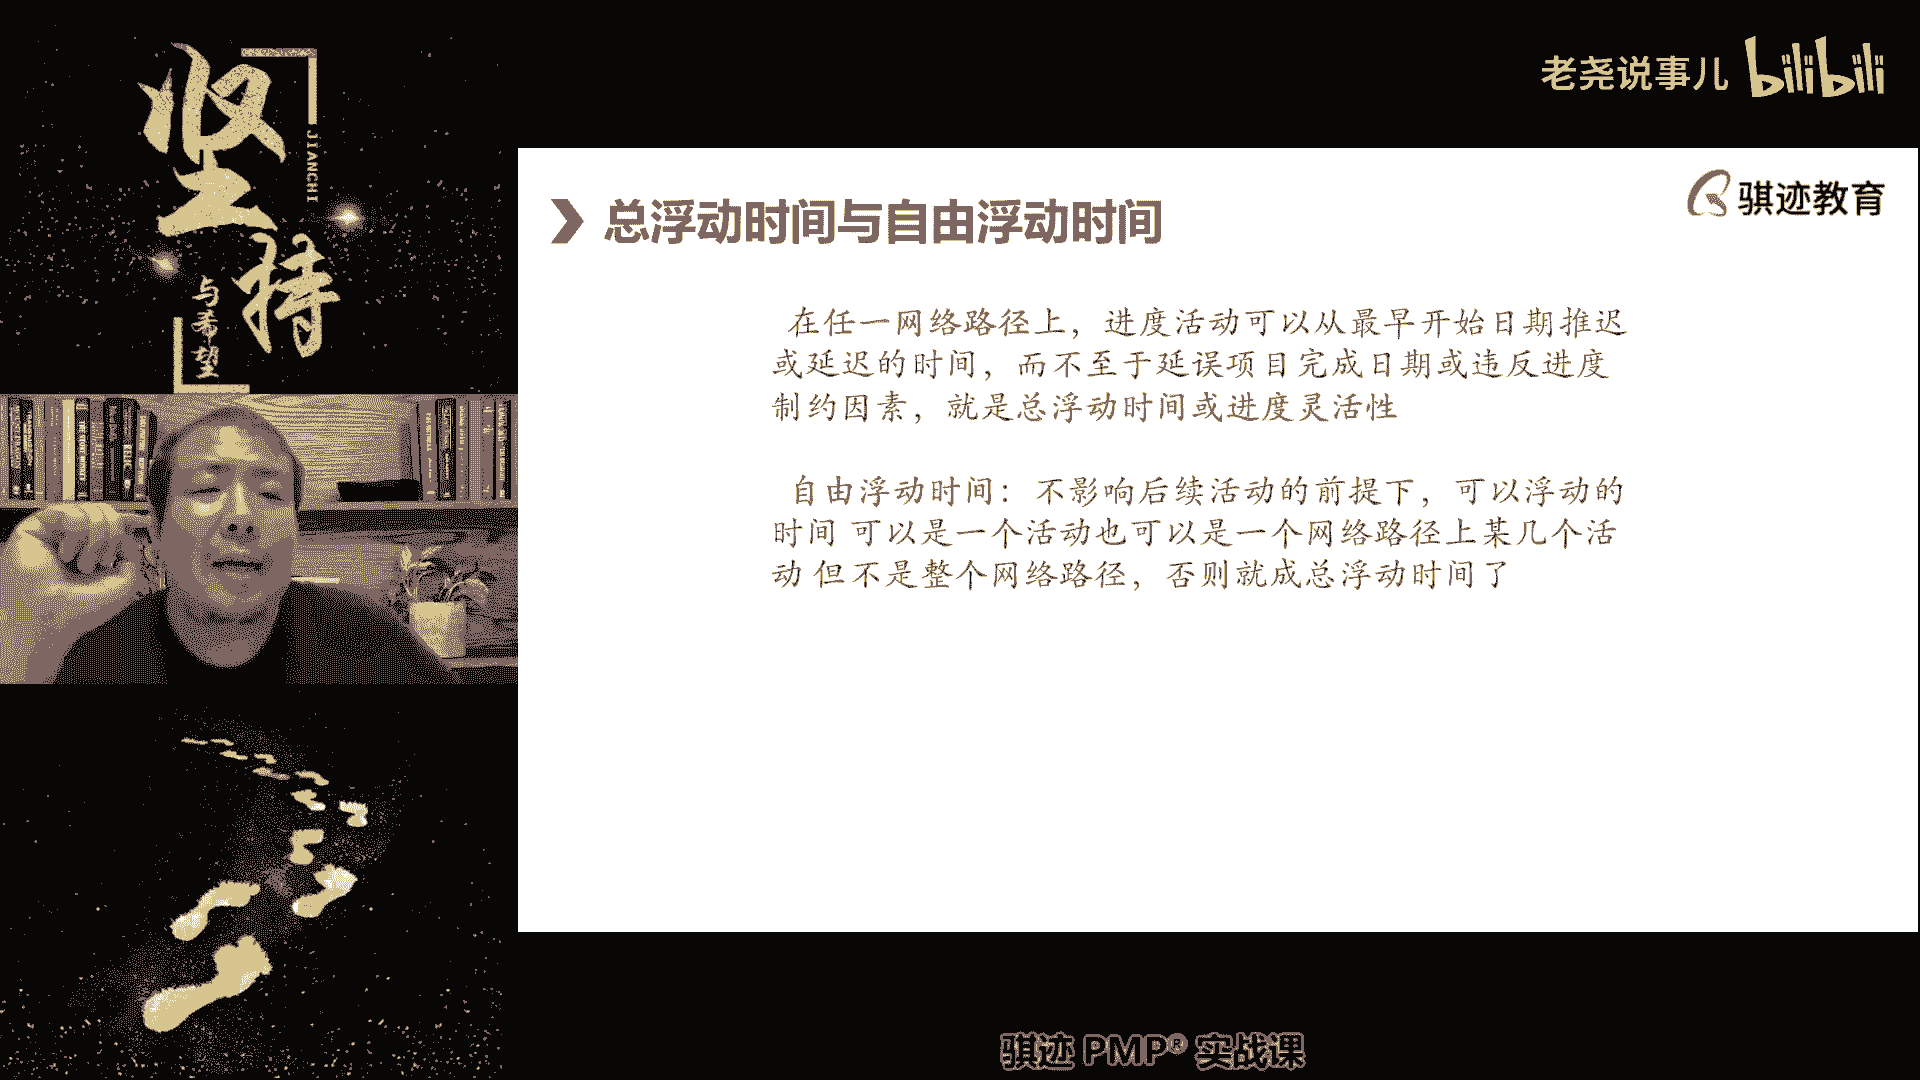 坚持
JIANCHI
与希望
老尧说事儿 bilibili
骐迹教育
总浮动时间与自由浮动时间
在任一网络路径上，进度活动可以从最早开始日期推迟
或延迟的时间，而不至于延误项目完成日期或违反进度
制约因素，就是总浮动时间或进度灵活性
自由浮动时间：不影响后续活动的前提下，可以浮动的
时间 可以是一个活动也可以是一个网络路径上某几个活
动 但不是整个网络路径，否则就成总浮动时间了
骐迹 PMP® 实战课